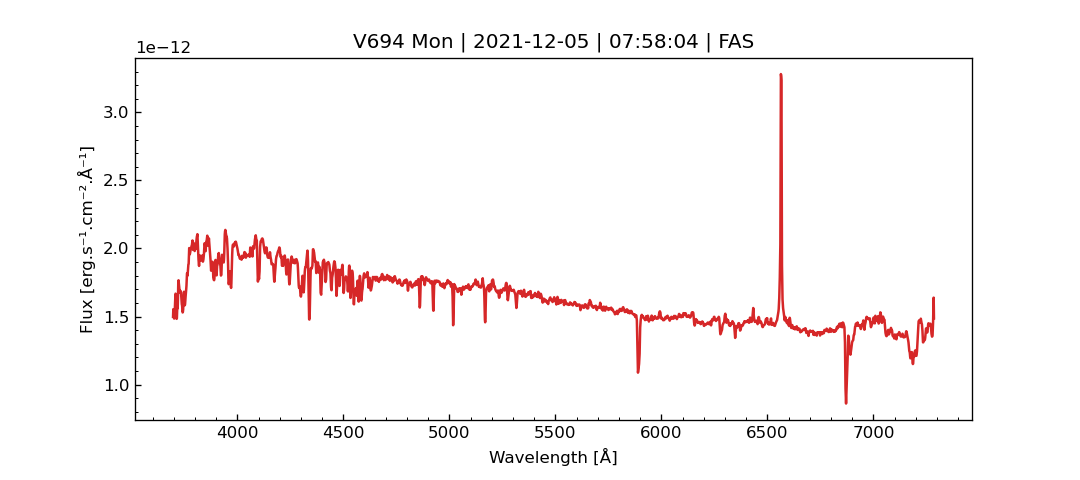 V694 Mon | 2021-12-05 | 07:58:04 | FAS
1e−12
3.0
2.5
2.0
1.5
1.0
Flux [erg.s⁻¹.cm⁻².Å⁻¹]
4000 4500 5000 5500 6000 6500 7000
Wavelength [Å]